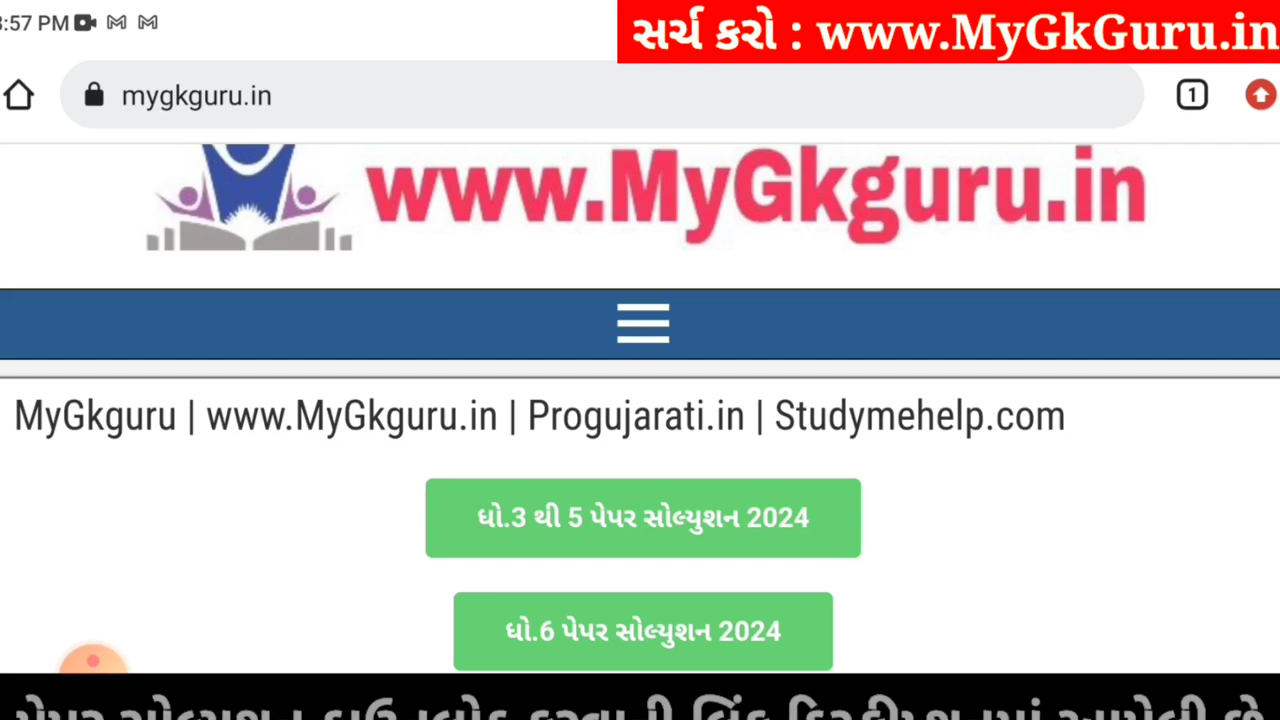 :57 PM
સર્ચ કરો : www.MyGkGuru.in
mygkguru.in
1
www.MyGkguru.in
MyGkguru | www.MyGkguru.in | Progujarati.in | Studymehelp.com
ધો.3 થી 5 પેપર સોલ્યુશન 2024
ધો.6 પેપર સોલ્યુશન 2024